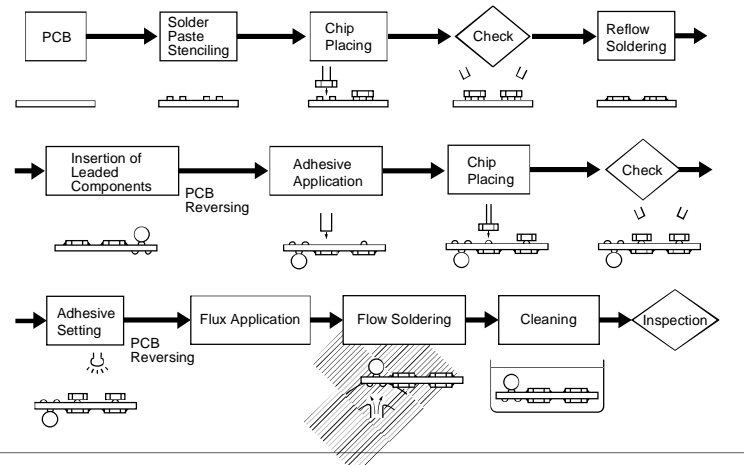 PCB
Solder
Paste
Stenciling
Chip
Placing
Check
Reflow
Soldering
Insertion of
Leaded
Components
PCB
Reversing
Adhesive
Application
Chip
Placing
Check
Adhesive
Setting
PCB
Reversing
Flux Application
Flow Soldering
Cleaning
Inspection